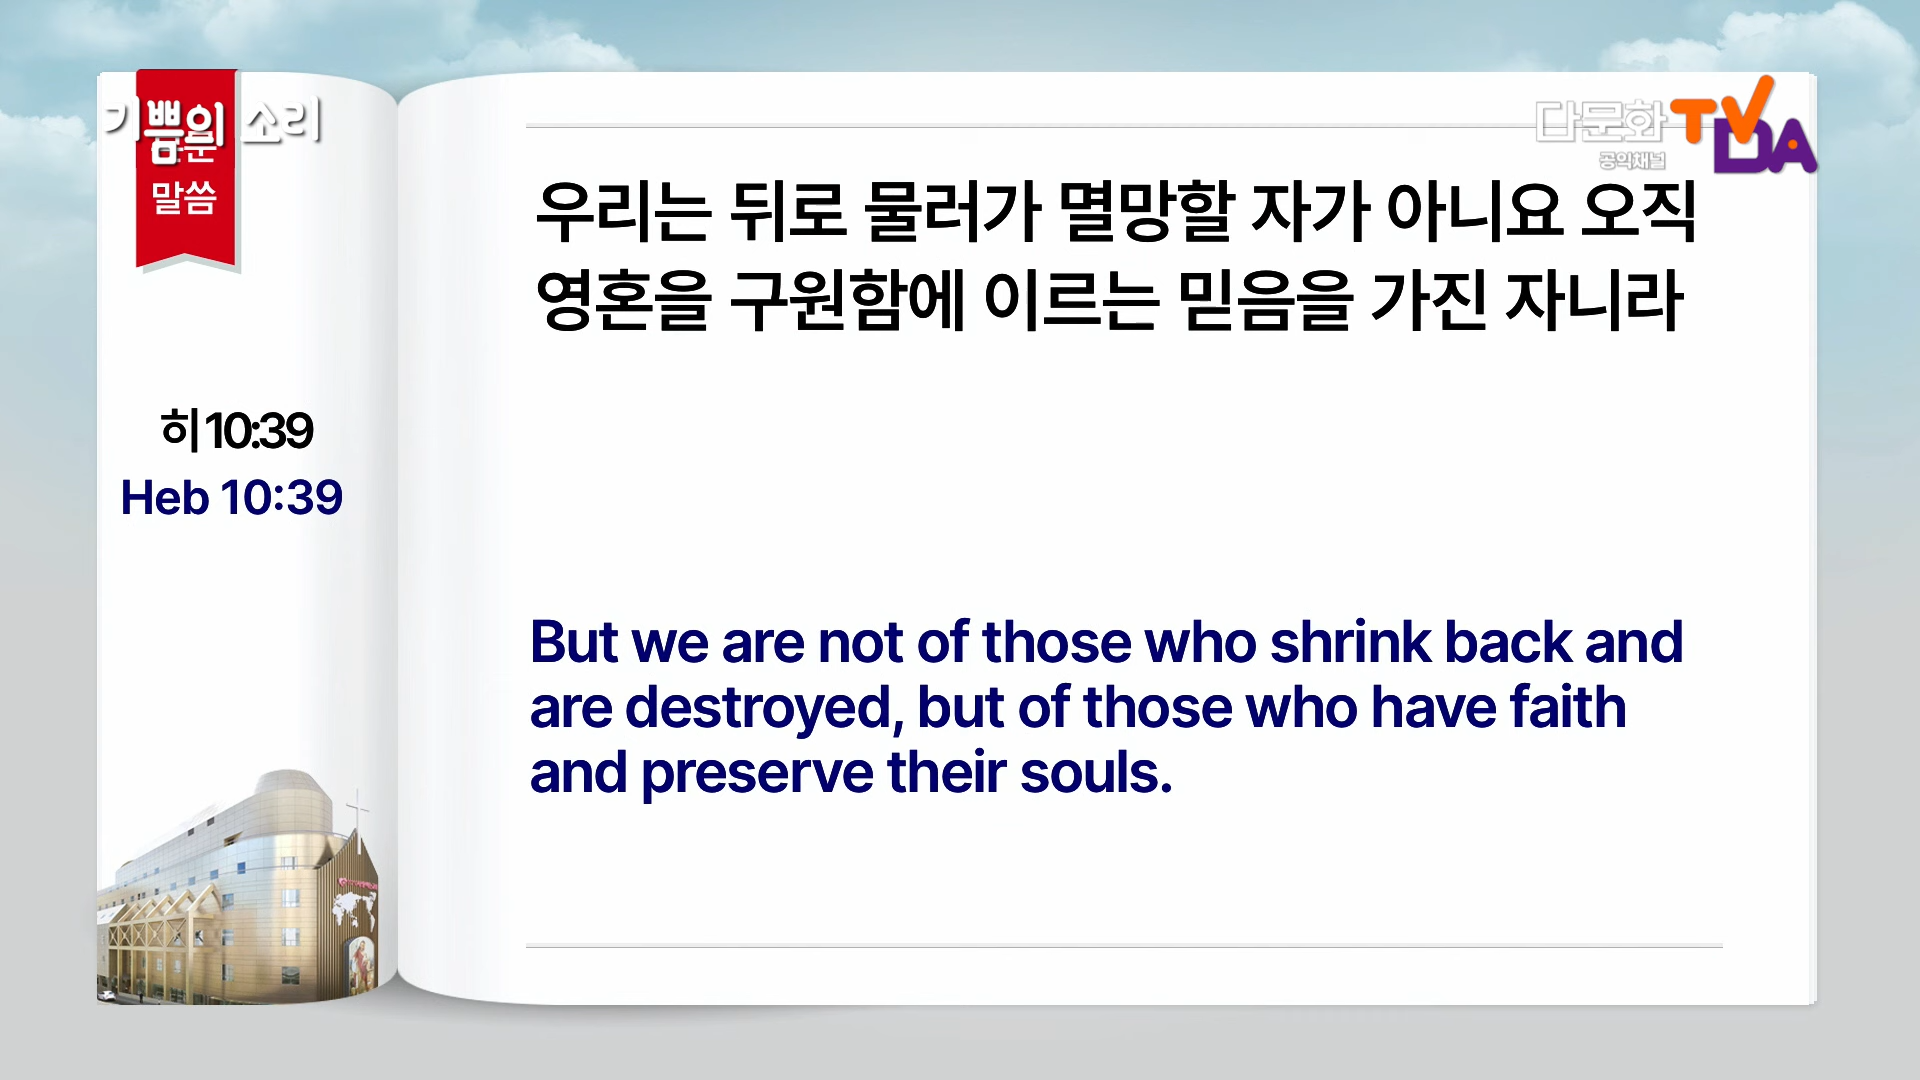 기쁨의 소리
말씀
다문화 TV DA
공익채널
우리는 뒤로 물러가 멸망할 자가 아니요 오직
영혼을 구원함에 이르는 믿음을 가진 자니라
히 10:39
Heb 10:39
But we are not of those who shrink back and
are destroyed, but of those who have faith
and preserve their souls.